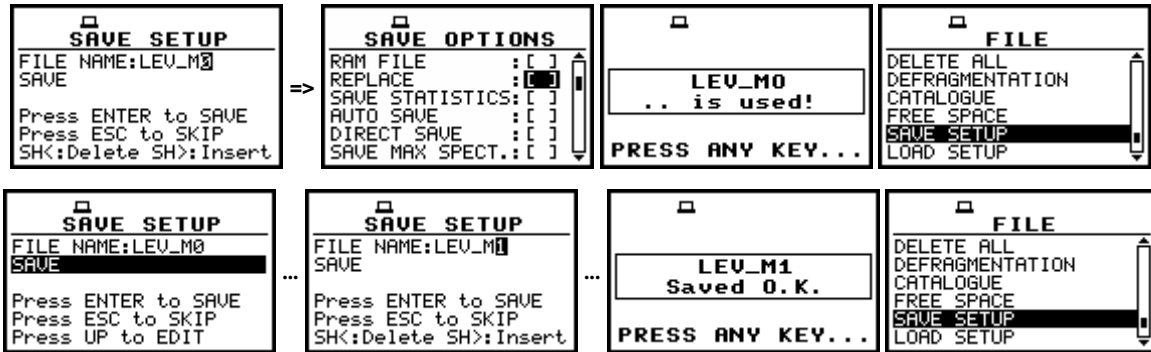 SAVE SETUP
FILE NAME:LEV_M0
SAVE
Press ENTER to SAVE
Press ESC to SKIP
SH<:Delete SH>:Insert
=>
SAVE OPTIONS
RAM FILE :[ ]
REPLACE :[ ]
SAVE STATISTICS:[ ]
AUTO SAVE :[ ]
DIRECT SAVE :[ ]
SAVE MAX SPECT.:[ ]
LEV_M0
.. is used!
PRESS ANY KEY...
FILE
DELETE ALL
DEFRAGMENTATION
CATALOGUE
FREE SPACE
SAVE SETUP
LOAD SETUP
SAVE SETUP
FILE NAME:LEV_M0
SAVE
Press ENTER to SAVE
Press ESC to SKIP
Press UP to EDIT
...
SAVE SETUP
FILE NAME:LEV_M1
SAVE
Press ENTER to SAVE
Press ESC to SKIP
SH<:Delete SH>:Insert
...
LEV_M1
Saved O.K.
PRESS ANY KEY...
FILE
DELETE ALL
DEFRAGMENTATION
CATALOGUE
FREE SPACE
SAVE SETUP
LOAD SETUP